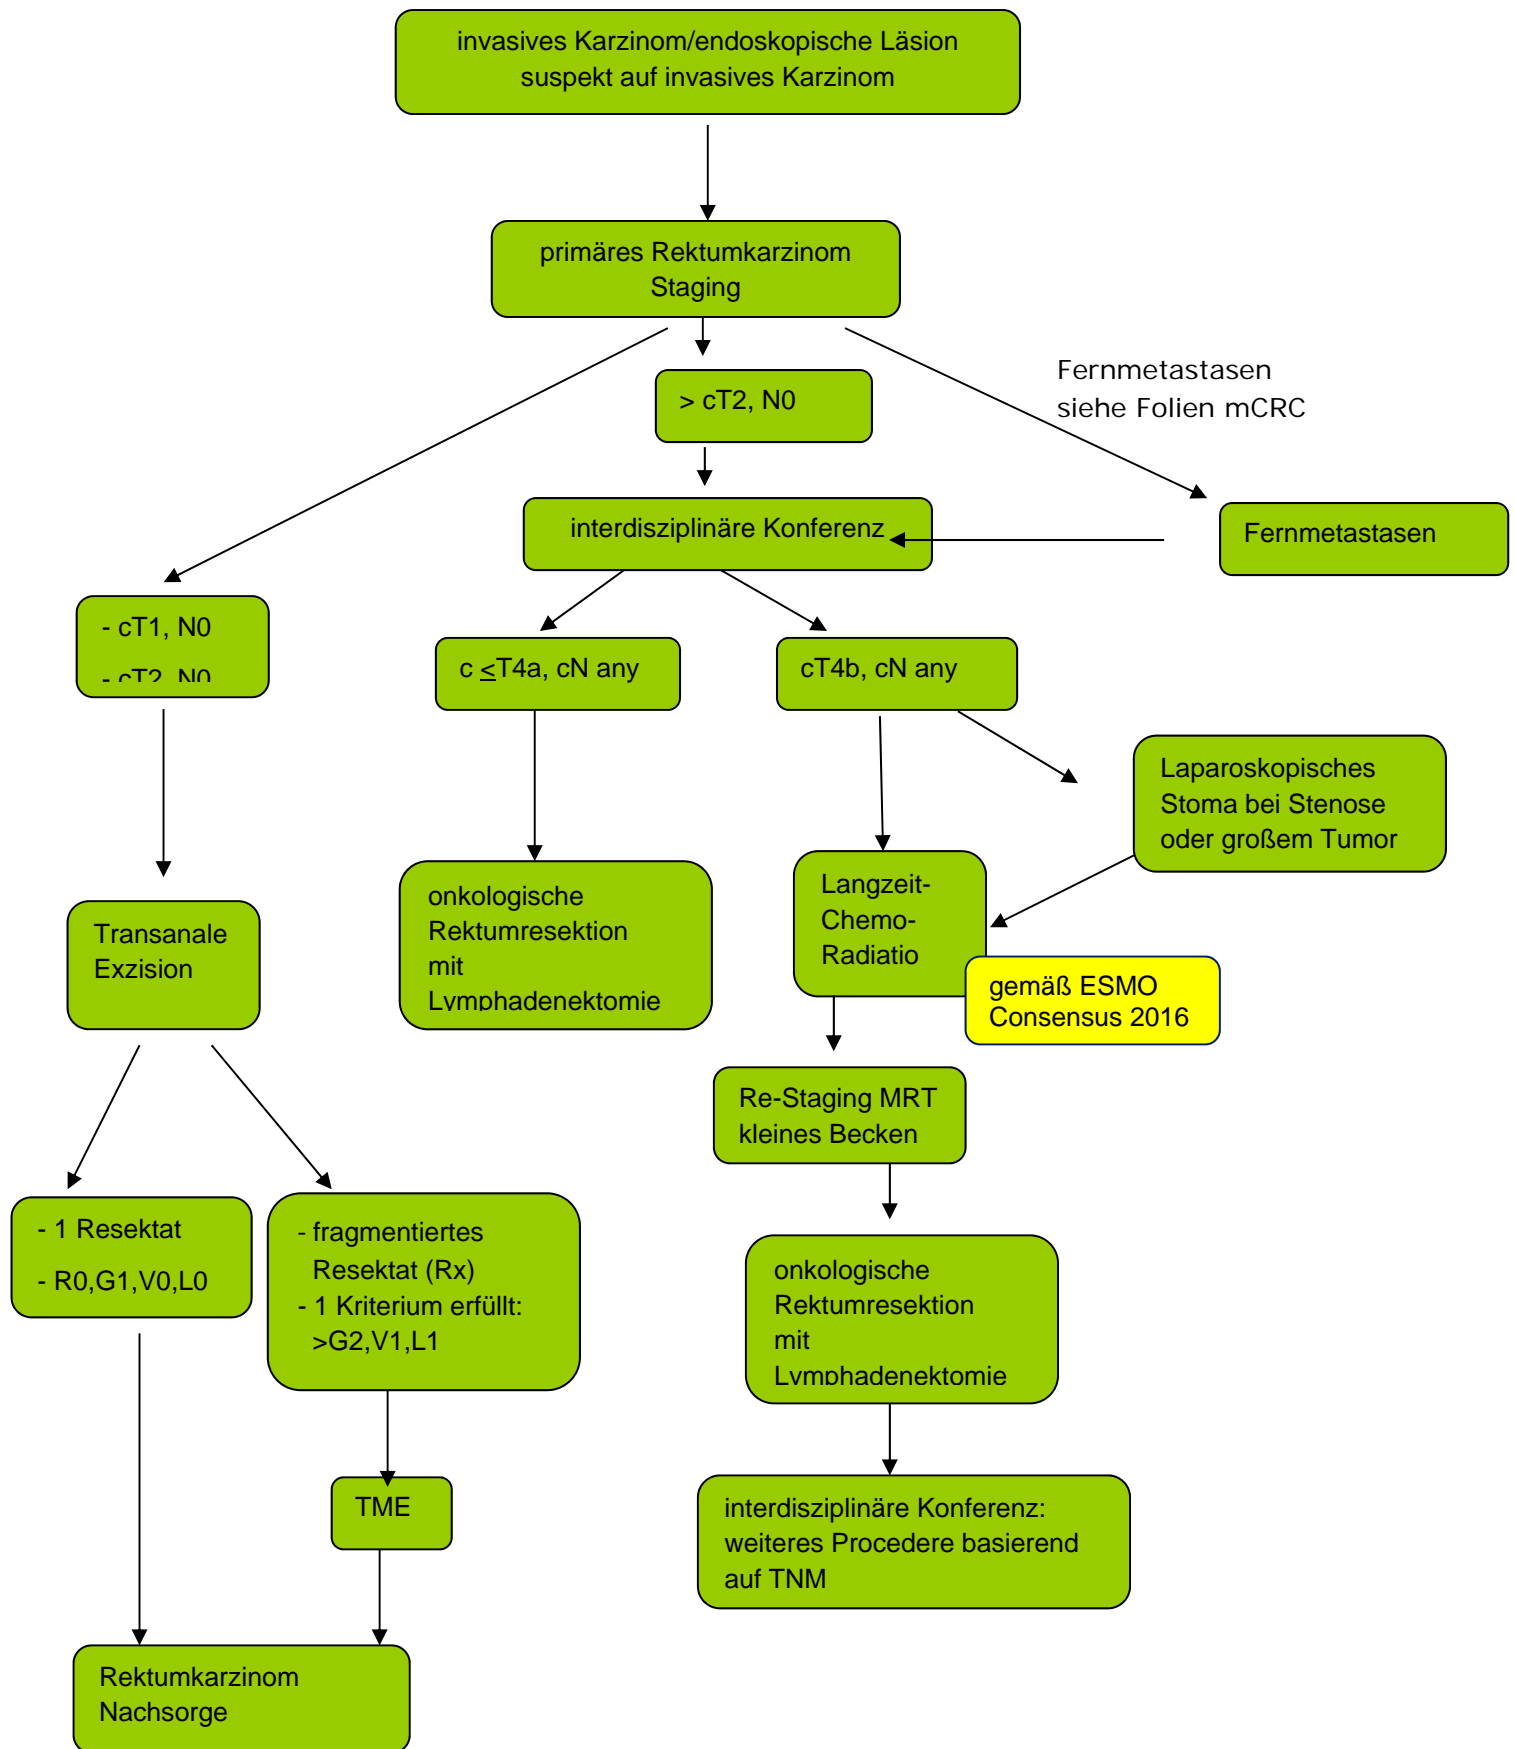 invasives Karzinom/endoskopische Läsion
suspekt auf invasives Karzinom
primäres Rektumkarzinom
Staging
Fernmetastasen
siehe Folien mCRC
> cT2, N0
interdisziplinäre Konferenz
Fernmetastasen
- cT1, N0
- cT2, N0
c ≤T4a, cN any
cT4b, cN any
Laparoskopisches
Stoma bei Stenose
oder großem Tumor
Transanale
Exzision
onkologische
Rektumresektion
mit
Lymphadenektomie
Langzeit-
Chemo-
Radiatio
gemäß ESMO
Consensus 2016
Re-Staging MRT
kleines Becken
- 1 Resektat
- R0,G1,V0,L0
- fragmentiertes
Resektat (Rx)
- 1 Kriterium erfüllt:
>G2,V1,L1
onkologische
Rektumresektion
mit
Lymphadenektomie
TME
interdisziplinäre Konferenz:
weiteres Procedere basierend
auf TNM
Rektumkarzinom
Nachsorge